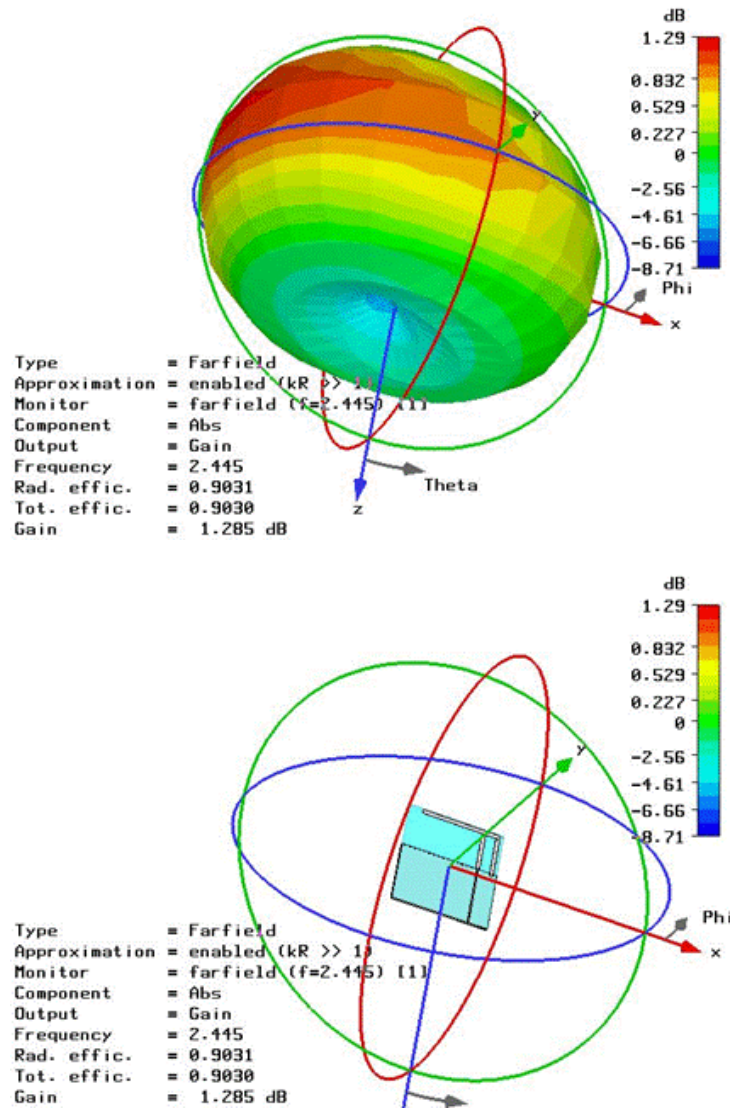 dB
1.29
0.832
0.529
0.227
0
-2.56
-4.61
-6.66
-8.71
y
Phi
x
Type = Farfield
Approximation = enabled (kR >> 1)
Monitor = farfield (f=2.445) [1]
Component = Abs
Output = Gain
Frequency = 2.445
Rad. effic. = 0.9031
Tot. effic. = 0.9030
Gain = 1.285 dB
Theta
z
dB
1.29
0.832
0.529
0.227
0
-2.56
-4.61
-6.66
-8.71
y
Phi
x
Type = Farfield
Approximation = enabled (kR >> 1)
Monitor = farfield (f=2.445) [1]
Component = Abs
Output = Gain
Frequency = 2.445
Rad. effic. = 0.9031
Tot. effic. = 0.9030
Gain = 1.285 dB